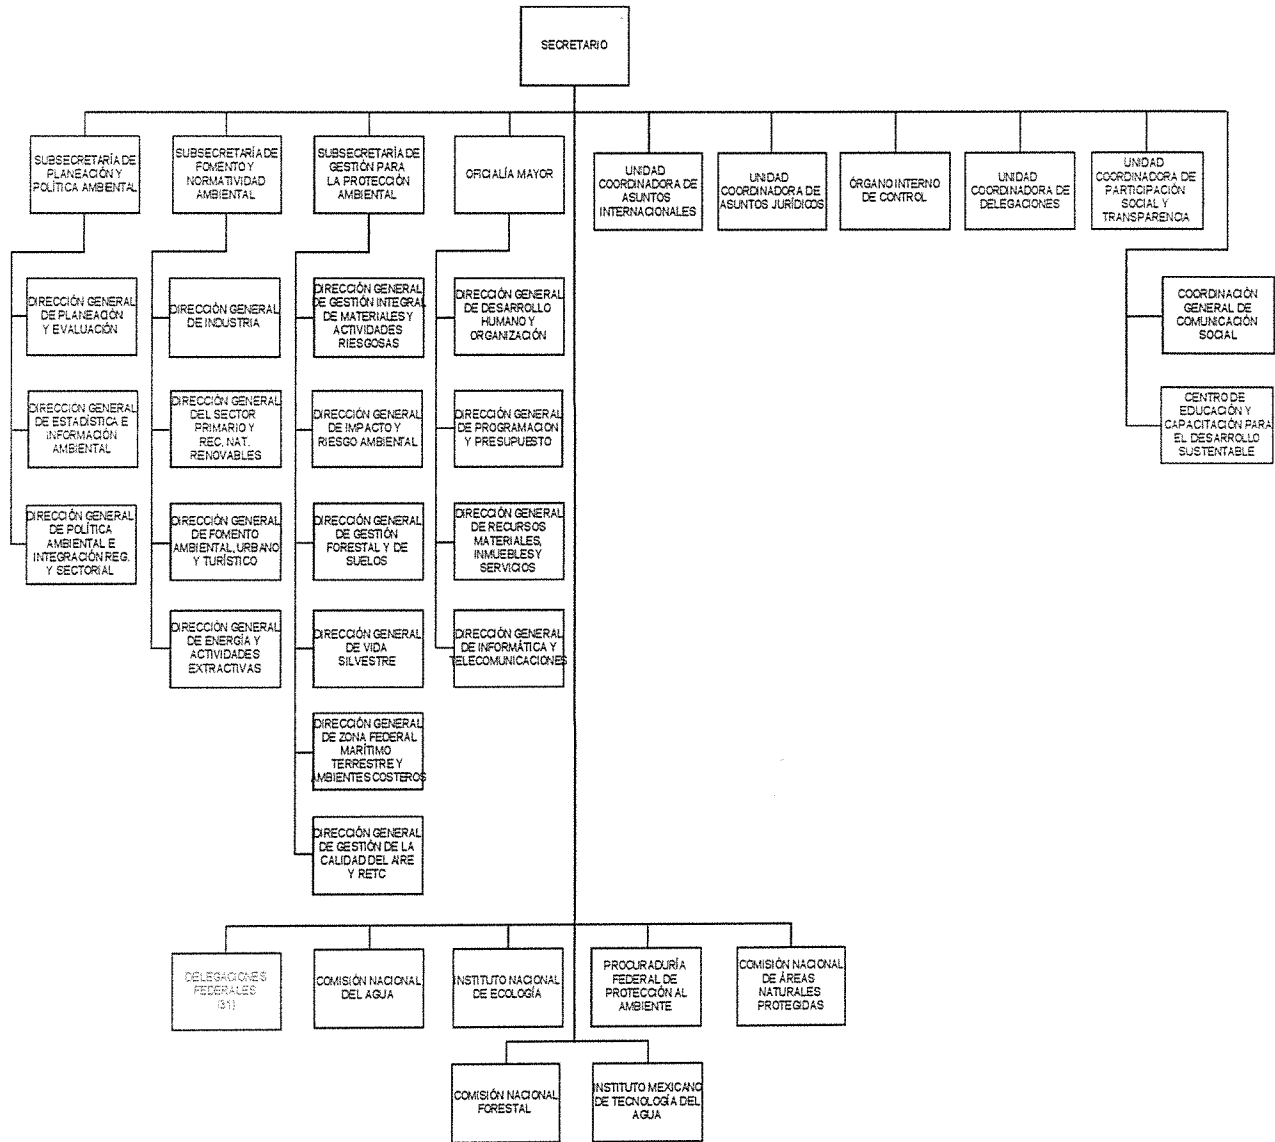 SECRETARIO
SUBSECRETARÍA DE
PLANEACIÓN Y
POLÍTICA AMBIENTAL
SUBSECRETARÍA DE
FOMENTO Y
NORMATIVIDAD
AMBIENTAL
SUBSECRETARÍA DE
GESTIÓN PARA
LA PROTECCIÓN
AMBIENTAL
OFICIALÍA MAYOR
UNIDAD
COORDINADORA DE
ASUNTOS
INTERNACIONALES
UNIDAD
COORDINADORA DE
ASUNTOS JURÍDICOS
ÓRGANO INTERNO
DE CONTROL
UNIDAD
COORDINADORA DE
DELEGACIONES
UNIDAD
COORDINADORA DE
PARTICIPACIÓN
SOCIAL Y
TRANSPARENCIA
DIRECCIÓN GENERAL
DE PLANEACIÓN
Y EVALUACIÓN
DIRECCIÓN GENERAL
DE INDUSTRIA
DIRECCIÓN GENERAL
DE GESTIÓN INTEGRAL
DE MATERIALES Y
ACTIVIDADES
RIESGOSAS
DIRECCIÓN GENERAL
DE DESARROLLO
HUMANO Y
ORGANIZACIÓN
COORDINACIÓN
GENERAL DE
COMUNICACIÓN
SOCIAL
DIRECCIÓN GENERAL
DE ESTADÍSTICA E
INFORMACIÓN
AMBIENTAL
DIRECCIÓN GENERAL
DEL SECTOR
PRIMARIO Y
REC. NAT.
RENOVABLES
DIRECCIÓN GENERAL
DE IMPACTO Y
RIESGO AMBIENTAL
DIRECCIÓN GENERAL
DE PROGRAMACION
Y PRESUPUESTO
CENTRO DE
EDUCACIÓN Y
CAPACITACIÓN PARA
EL DESARROLLO
SUSTENTABLE
DIRECCIÓN GENERAL
DE POLÍTICA
AMBIENTAL E
INTEGRACIÓN REG.
Y SECTORIAL
DIRECCIÓN GENERAL
DE FOMENTO
AMBIENTAL, URBANO
Y TURÍSTICO
DIRECCIÓN GENERAL
DE GESTIÓN
FORESTAL Y DE
SUELOS
DIRECCIÓN GENERAL
DE RECURSOS
MATERIALES,
INMUEBLES Y
SERVICIOS
DIRECCIÓN GENERAL
DE ENERGÍA Y
ACTIVIDADES
EXTRACTIVAS
DIRECCIÓN GENERAL
DE VIDA
SILVESTRE
DIRECCIÓN GENERAL
DE INFORMÁTICA Y
TELECOMUNICACIONES
DIRECCIÓN GENERAL
DE ZONA FEDERAL
MARÍTIMO
TERRESTRE Y
AMBIENTES COSTEROS
DIRECCIÓN GENERAL
DE GESTIÓN DE LA
CALIDAD DEL AIRE
Y RETC
DELEGACIONES
FEDERALES
(31)
COMISIÓN NACIONAL
DEL AGUA
INSTITUTO NACIONAL
DE ECOLOGÍA
PROCURADURÍA
FEDERAL DE
PROTECCIÓN AL
AMBIENTE
COMISIÓN NACIONAL
DE ÁREAS
NATURALES
PROTEGIDAS
COMISIÓN NACIONAL
FORESTAL
INSTITUTO MEXICANO
DE TECNOLOGÍA DEL
AGUA